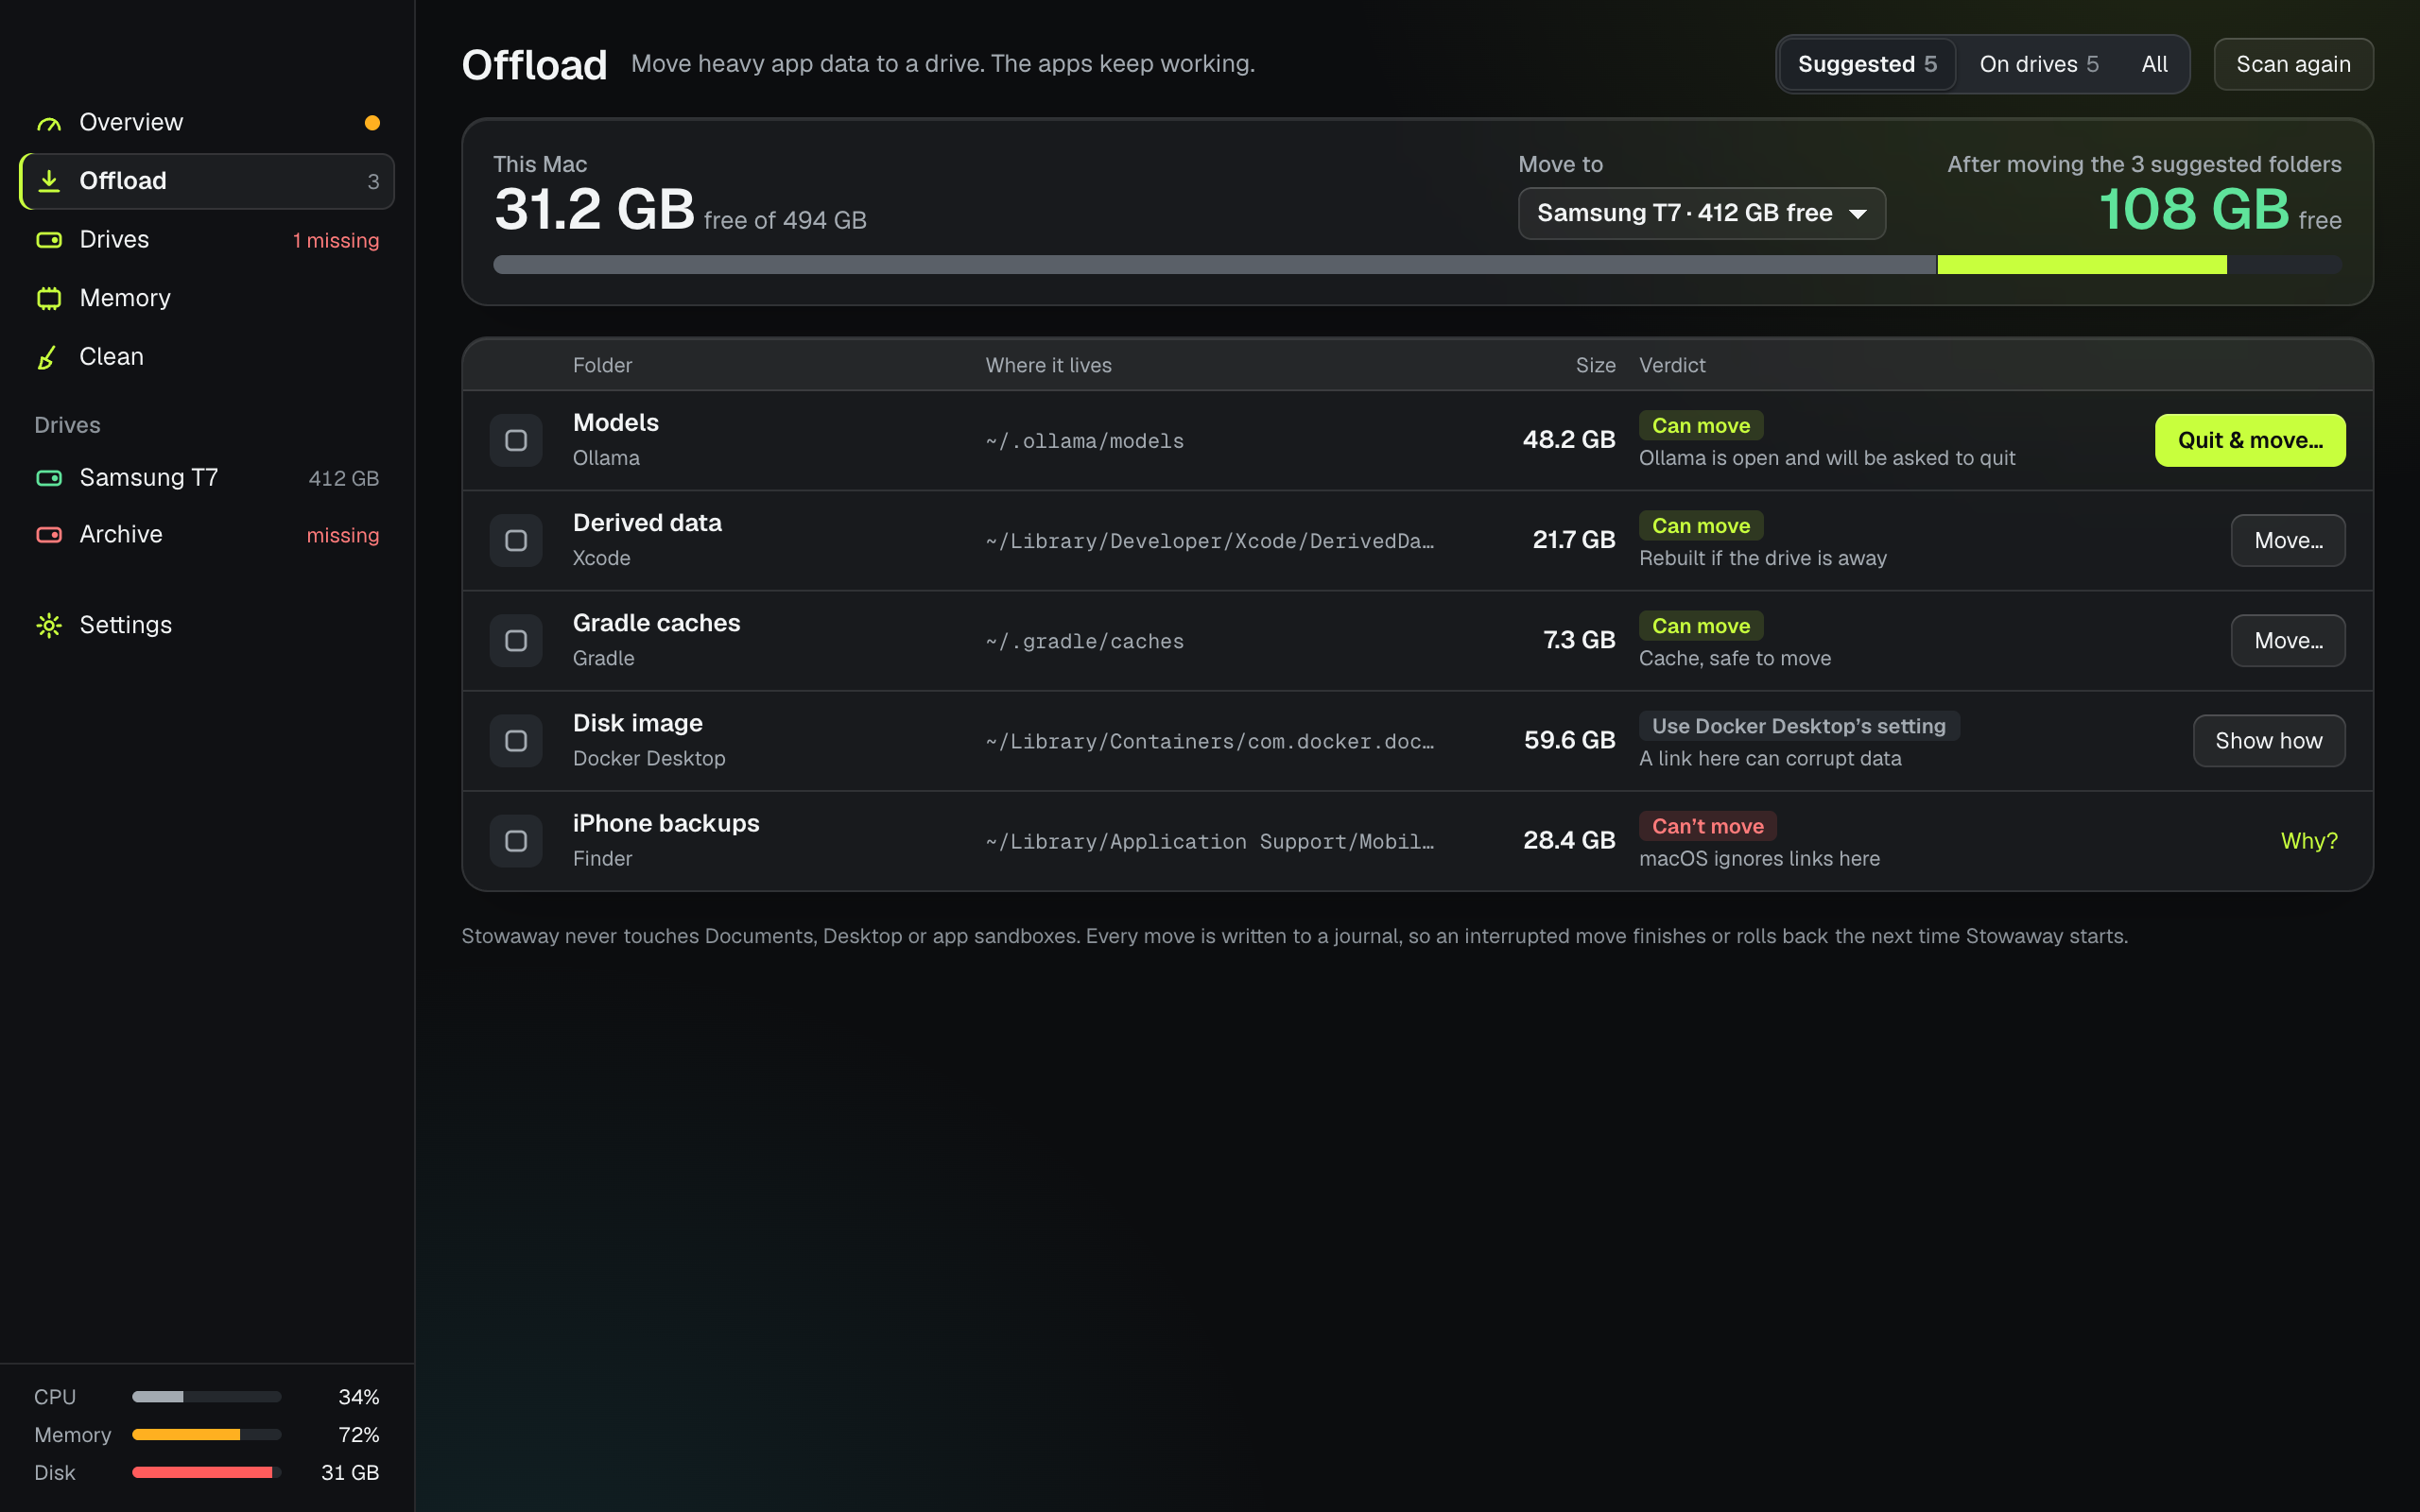 Overview
Offload 3
Drives 1 missing
Memory
Clean
Drives
Samsung T7 412 GB
Archive missing
Settings
CPU 34%
Memory 72%
Disk 31 GB
Offload Move heavy app data to a drive. The apps keep working.
Suggested 5 On drives 5 All Scan again
This Mac
31.2 GB free of 494 GB
Move to
Samsung T7 · 412 GB free
After moving the 3 suggested folders
108 GB free
Folder Where it lives Size Verdict
Models
Ollama
~/.ollama/models
48.2 GB
Can move
Ollama is open and will be asked to quit
Quit & move…
Derived data
Xcode
~/Library/Developer/Xcode/DerivedDa…
21.7 GB
Can move
Rebuilt if the drive is away
Move…
Gradle caches
Gradle
~/.gradle/caches
7.3 GB
Can move
Cache, safe to move
Move…
Disk image
Docker Desktop
~/Library/Containers/com.docker.doc…
59.6 GB
Use Docker Desktop’s setting
A link here can corrupt data
Show how
iPhone backups
Finder
~/Library/Application Support/Mobil…
28.4 GB
Can’t move
macOS ignores links here
Why?
Stowaway never touches Documents, Desktop or app sandboxes. Every move is written to a journal, so an interrupted move finishes or rolls back the next time Stowaway starts.